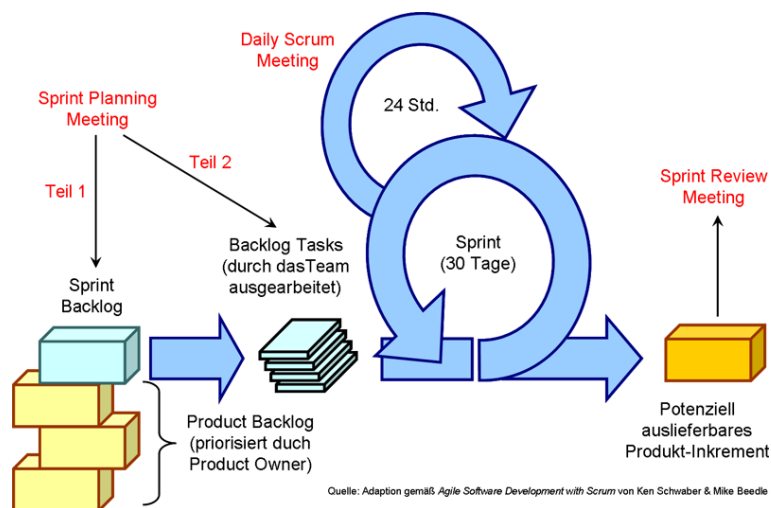 Daily Scrum
Meeting
24 Std.
Sprint Planning
Meeting
Teil 2
Teil 1
Sprint Review
Meeting
Backlog Tasks
(durch dasTeam
ausgearbeitet)
Sprint
(30 Tage)
Sprint
Backlog
Product Backlog
(priorisiert duch
Product Owner)
Potenziell
auslieferbares
Produkt-Inkrement
Quelle: Adaption gemäß Agile Software Development with Scrum von Ken Schwaber & Mike Beedle